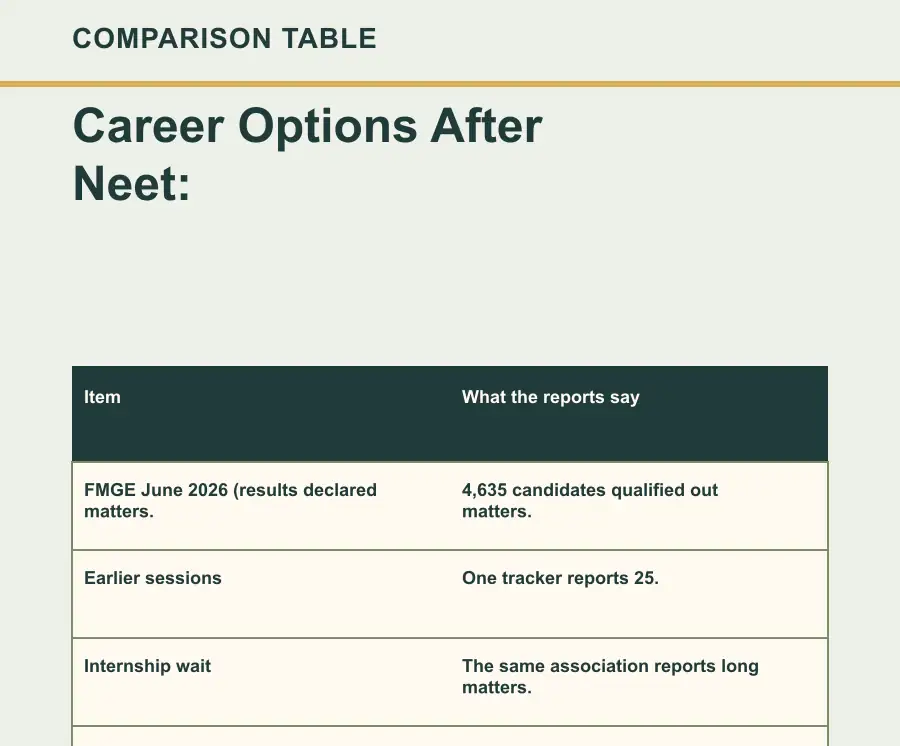 COMPARISON TABLE
Career Options After
Neet:
Item
What the reports say
FMGE June 2026 (results declared
matters.
4,635 candidates qualified out
matters.
Earlier sessions
One tracker reports 25.
Internship wait
The same association reports long
matters.